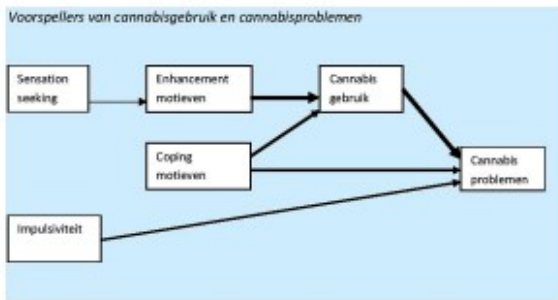 Voorspellers van cannabisgebruik en cannabisproblemen
Sensation
seeking
Enhancement
motieven
Cannabis
gebruik
Coping
motieven
Cannabis
problemen
Impulsiviteit